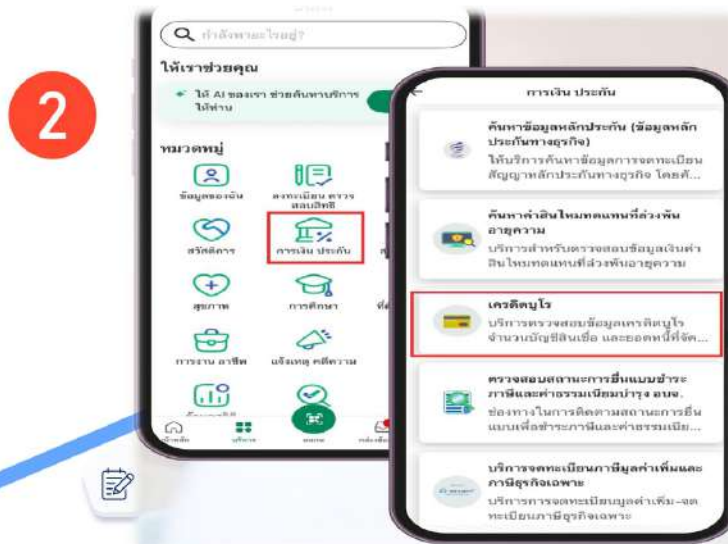 2
กำลังหาอะไรอยู่?
ให้เราช่วยคุณ
ให้ AI ของเรา ช่วยค้นหาบริการ
ให้ท่าน
หมวดหมู่
ข้อมูลของฉัน
ลงทะเบียน ตรวจ
สอบสิทธิ
สวัสดิการ
การเงิน ประกัน
สุขภาพ
การศึกษา
การงาน อาชีพ
แจ้งเหตุ คดีความ
บริการ
การเงิน ประกัน
ค้นหาข้อมูลหลักประกัน (ข้อมูลหลัก
ประกันทางธุรกิจ)
ให้บริการค้นหาข้อมูลการจดทะเบียน
สัญญาหลักประกันทางธุรกิจ โดยค้...
ค้นหาค่าสินไหมทดแทนที่ล่วงพ้น
อายุความ
บริการสำหรับตรวจสอบข้อมูลเงินค่า
สินไหมทดแทนที่ล่วงพ้นอายุความ
เครดิตบูโร
บริการตรวจสอบข้อมูลเครดิตบูโร
จำนวนบัญชีสินเชื่อ และยอดหนี้ที่จัด...
ตรวจสอบสถานะการยื่นแบบชำระ
ภาษีและค่าธรรมเนียมบำรุง อบจ.
ช่องทางในการติดตามสถานะการยื่น
แบบเพื่อชำระภาษีและค่าธรรมเนีย...
บริการจดทะเบียนภาษีมูลค่าเพิ่มและ
ภาษีธุรกิจเฉพาะ
บริการการจดทะเบียนมูลค่าเพิ่ม-จด
ทะเบียนภาษีธุรกิจเฉพาะ